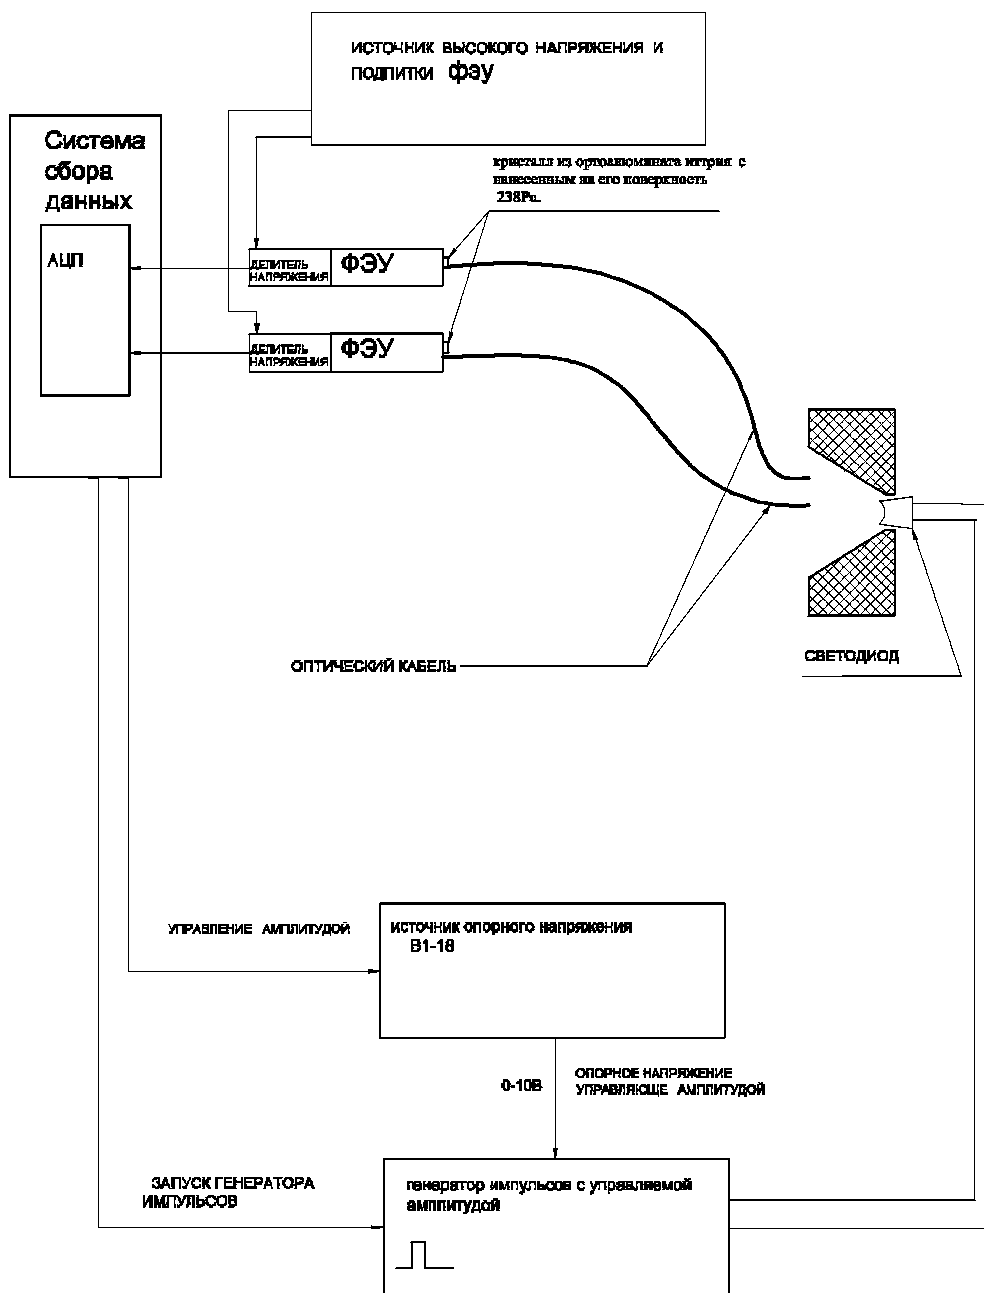 ИСТОЧНИК ВЫСОКОГО НАПРЯЖЕНИЯ И
ПОДПИТКИ ФЭУ
Система
сбора
данных
АЦП
кристалл из ортоалюмината иттрия с
нанесенным на его поверхность
238Pu.
ДЕЛИТЕЛЬ
НАПРЯЖЕНИЯ
ФЭУ
ДЕЛИТЕЛЬ
НАПРЯЖЕНИЯ
ФЭУ
ОПТИЧЕСКИЙ КАБЕЛЬ
СВЕТОДИОД
УПРАВЛЕНИЕ АМПЛИТУДОЙ
источник опорного напряжения
В1-18
0-10В
ОПОРНОЕ НАПРЯЖЕНИЕ
УПРАВЛЯЮЩЕ АМПЛИТУДОЙ
ЗАПУСК ГЕНЕРАТОРА
ИМПУЛЬСОВ
генератор импульсов с управляемой
амплитудой